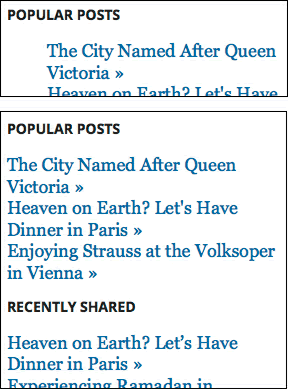 POPULAR POSTS
The City Named After Queen
Victoria »
Heaven on Earth? Let's Have
POPULAR POSTS
The City Named After Queen
Victoria »
Heaven on Earth? Let's Have
Dinner in Paris »
Enjoying Strauss at the Volksoper
in Vienna »
RECENTLY SHARED
Heaven on Earth? Let’s Have
Dinner in Paris »
Experiencing Ramadan in